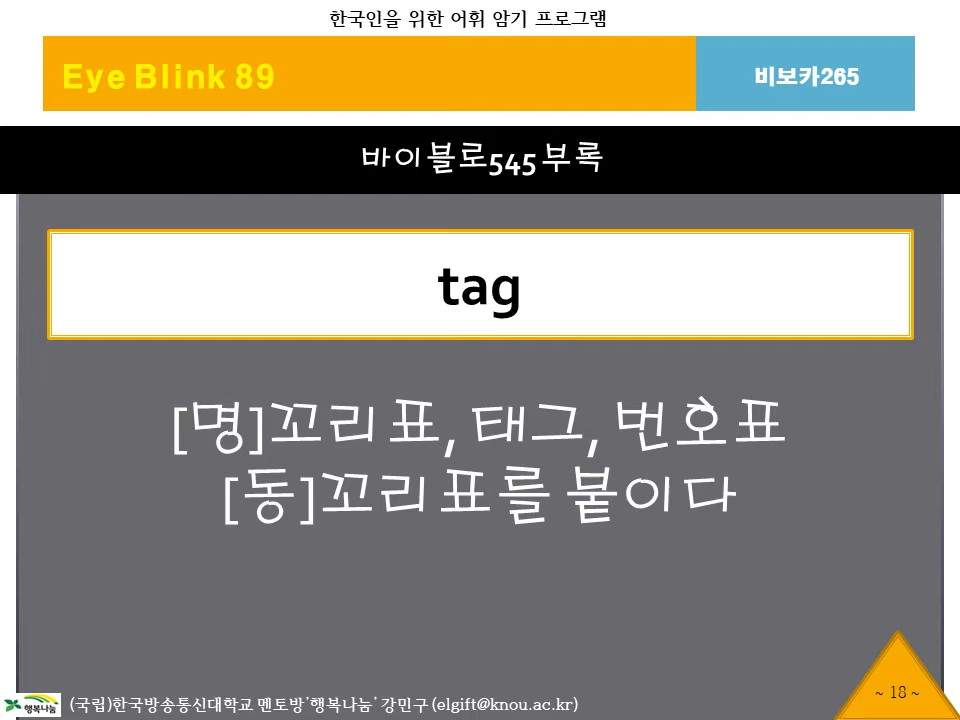 한국인을 위한 어휘 암기 프로그램
Eye Blink 89
비보카265
바이블로545부록
tag
[명]꼬리표, 태그, 번호표
[동]꼬리표를 붙이다
~ 18 ~
행복나눔
(국립)한국방송통신대학교 멘토방'행복나눔' 강민구(elgift@knou.ac.kr)